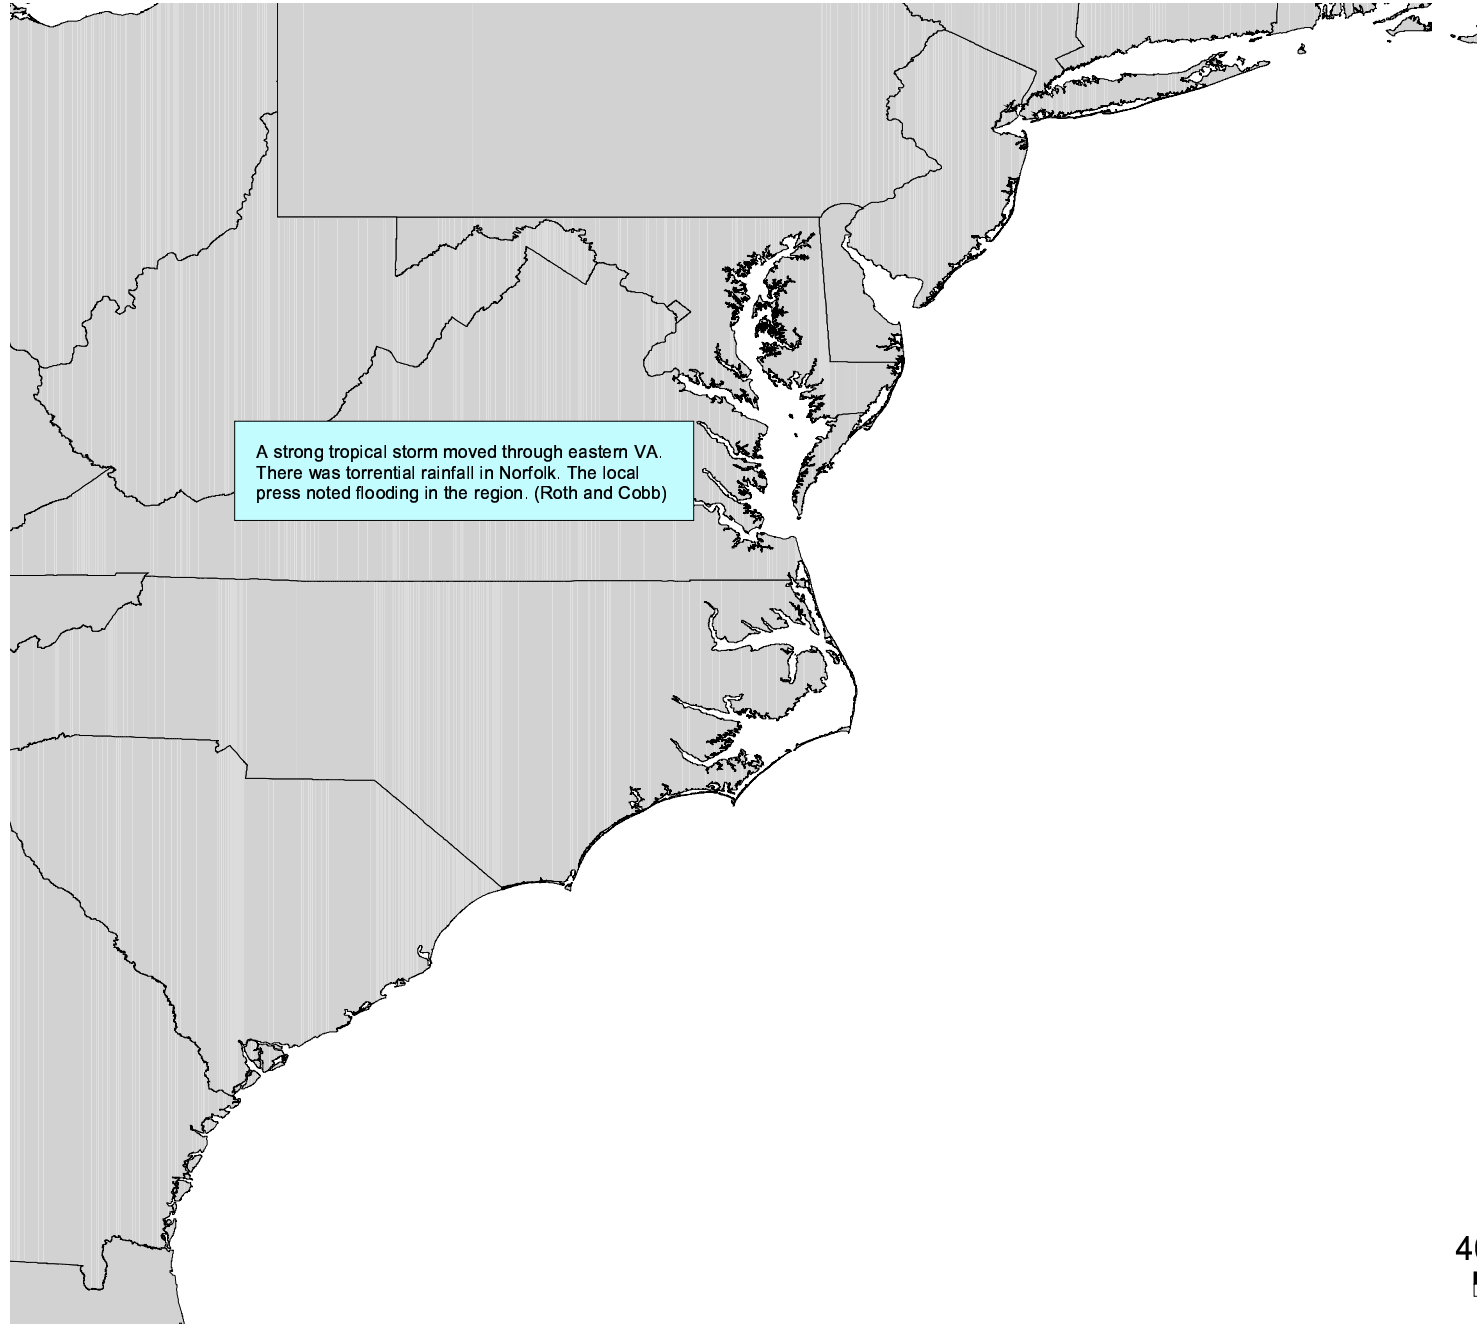 A strong tropical storm moved through eastern VA.
There was torrential rainfall in Norfolk. The local
press noted flooding in the region. (Roth and Cobb)